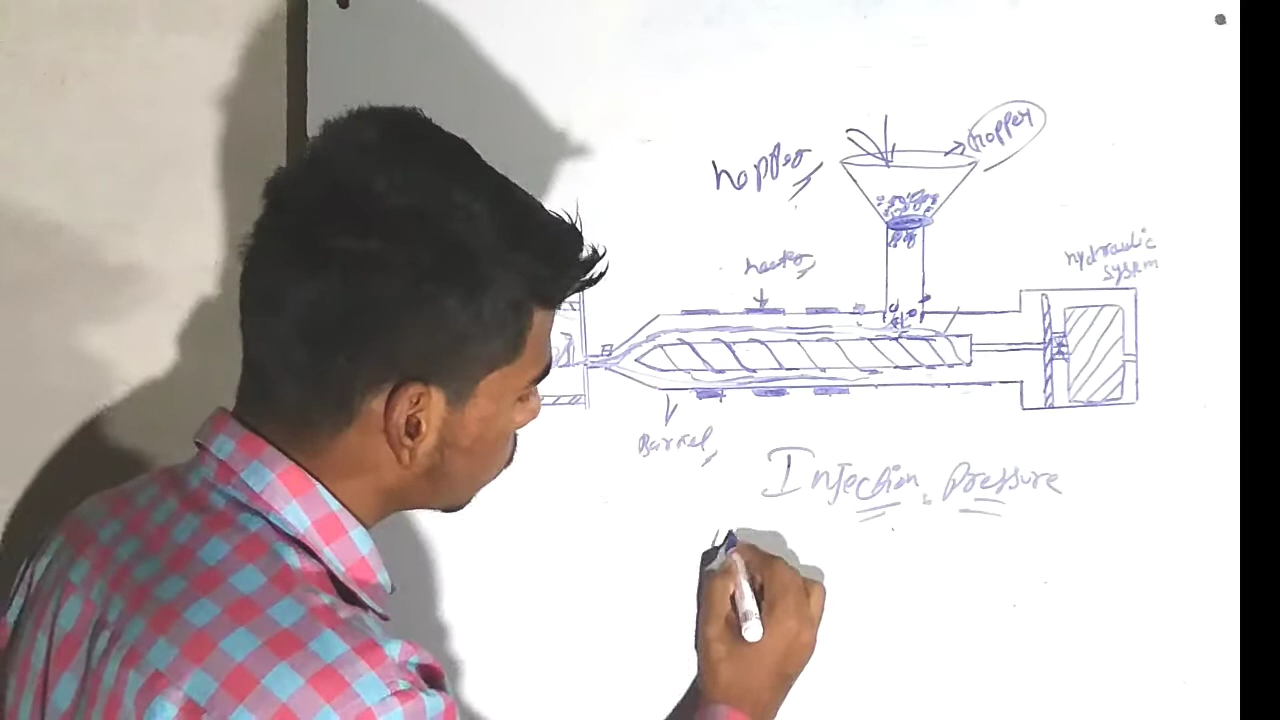 hopper
hopper
heater
hydraulic
system
Barrel
Injection Pressure